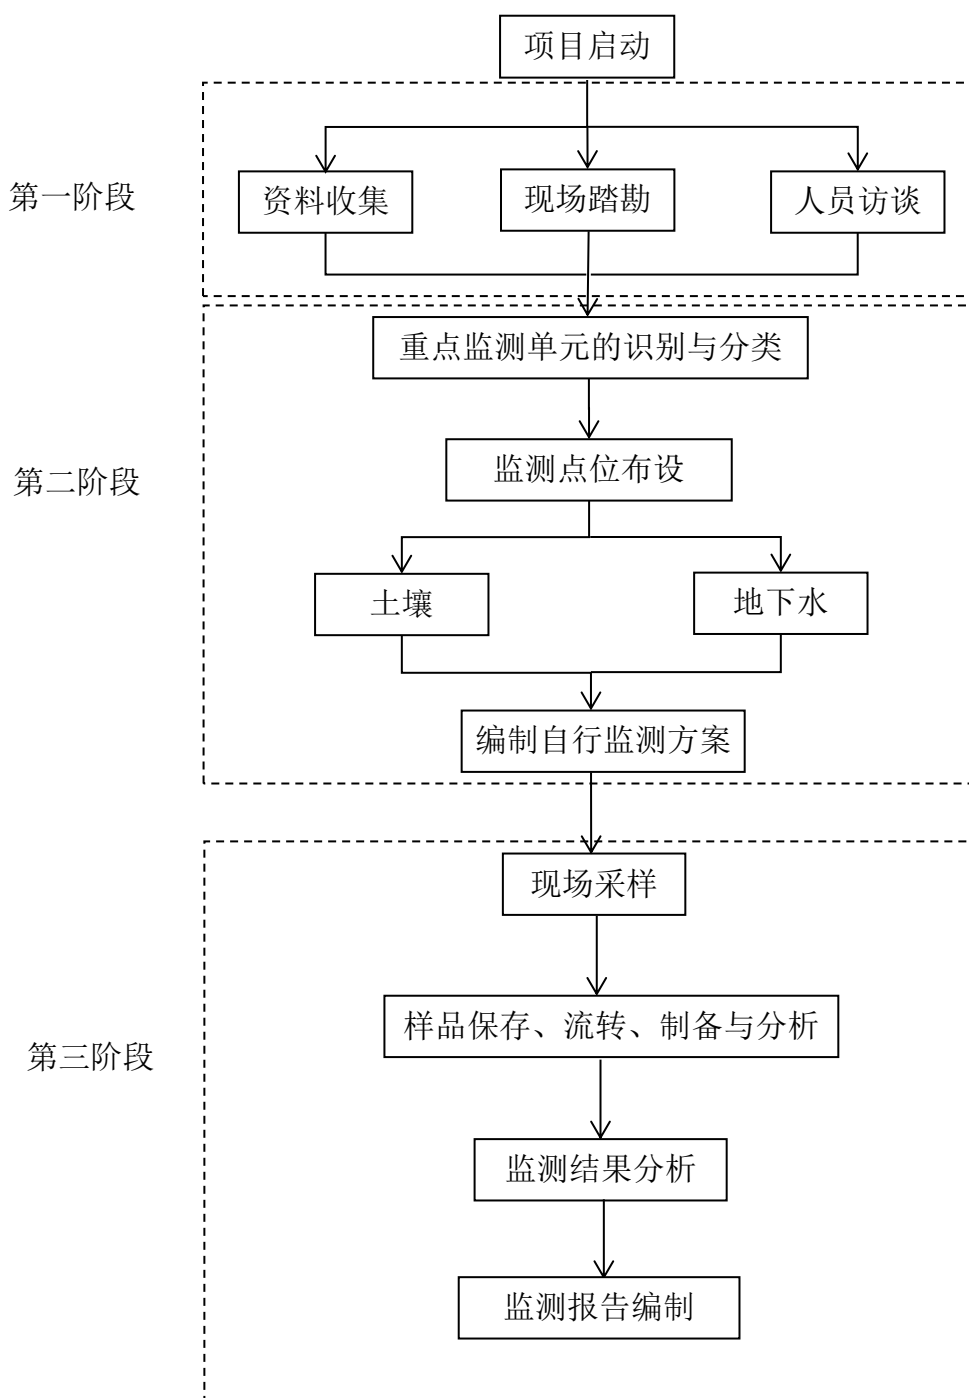 项目启动
第一阶段
资料收集
现场踏勘
人员访谈
重点监测单元的识别与分类
第二阶段
监测点位布设
土壤
地下水
编制自行监测方案
第三阶段
现场采样
样品保存、流转、制备与分析
监测结果分析
监测报告编制